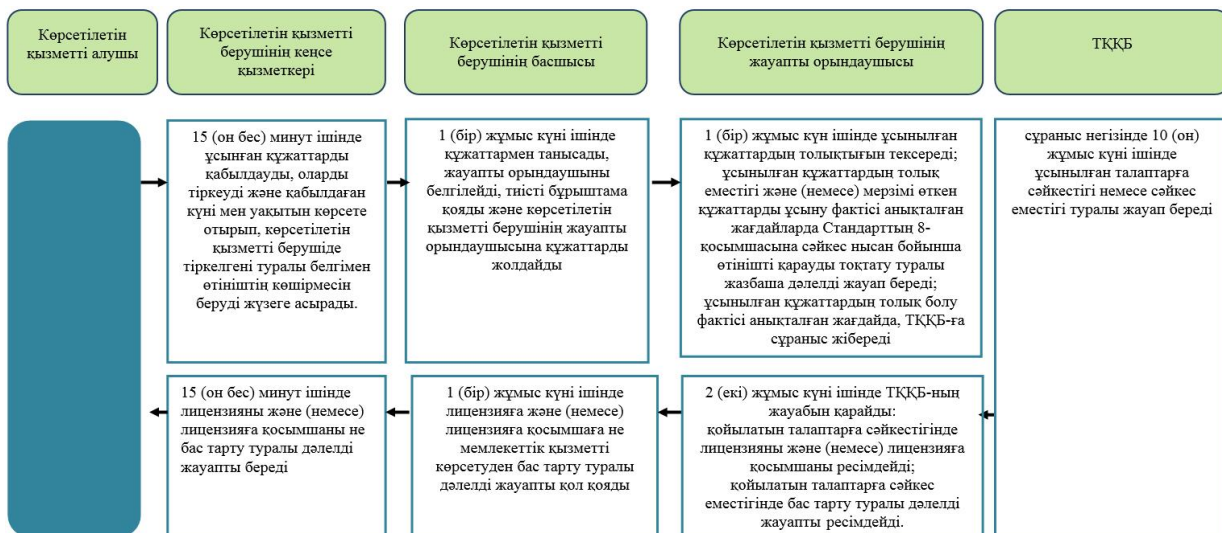 Көрсетілетін
қызметті алушы
Көрсетілетін қызметті
берушінің кеңсе
қызметкері
Көрсетілетін қызметті
берушінің басшысы
Көрсетілетін қызметті берушінің
жауапты орындаушысы
ТҚҚБ
15 (он бес) минут ішінде
ұсынған құжаттарды
қабылдауды, оларды
тіркеуді және қабылдаған
күні мен уақытын көрсете
отырып, көрсетілетін
қызметті берушіде
тіркелгені туралы белгімен
өтініштің көшірмесін
беруді жүзеге асырады.
1 (бір) жұмыс күні ішінде
құжаттармен танысады,
жауапты орындаушыны
белгілейді, тиісті бұрыштама
қояды және көрсетілетін
қызметті берушінің жауапты
орындаушысына құжаттарды
жолдайды
1 (бір) жұмыс күн ішінде ұсынылған
құжаттардың толықтығын тексереді;
ұсынылған құжаттардың толық
еместігі және (немесе) мерзімі өткен
құжаттарды ұсыну фактісі анықталған
жағдайларда Стандарттың 8-
қосымшасына сәйкес нысан бойынша
өтінішті қарауды тоқтату туралы
жазбаша дәлелді жауап береді;
ұсынылған құжаттардың толық болу
фактісі анықталған жағдайда, ТҚҚБ-ға
сұраныс жібереді
сұраныс негізінде 10 (он)
жұмыс күні ішінде
ұсынылған талаптарға
сәйкестігі немесе сәйкес
еместігі туралы жауап береді
15 (он бес) минут ішінде
лицензияны және (немесе)
лицензияға қосымшаны не
бас тарту туралы дәлелді
жауапты береді
1 (бір) жұмыс күні ішінде
лицензияға және (немесе)
лицензияға қосымшаға не
мемлекеттік қызметті
көрсетуден бас тарту туралы
дәлелді жауапты қол қояды
2 (екі) жұмыс күні ішінде ТҚҚБ-ның
жауабын қарайды:
қойылатын талаптарға сәйкестігінде
лицензияны және (немесе) лицензияға
қосымшаны ресімдейді;
қойылатын талаптарға сәйкес
еместігінде бас тарту туралы дәлелді
жауапты ресімдейді.